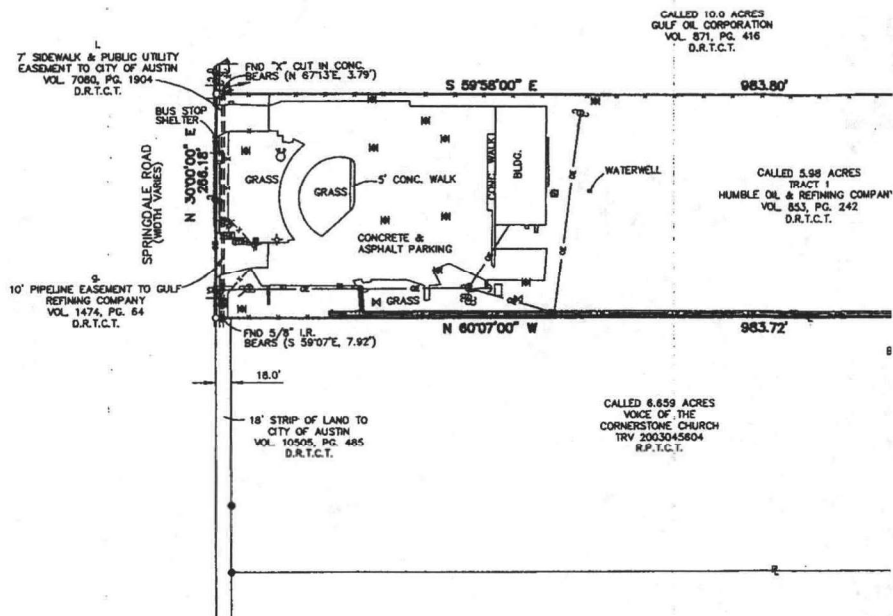 CALLED 10.0 ACRES
GULF OIL CORPORATION
VOL. 871, PG. 416
D.R.T.C.T.
L
7' SIDEWALK & PUBLIC UTILITY
EASEMENT TO CITY OF AUSTIN
VOL. 7060, PG. 1904
D.R.T.C.T.
FND "X" CUT IN CONC.
BEARS (N 67'13'E, 3.79')
S 59'58'00" E
983.80'
BUS STOP
SHELTER
SPRINGDALE ROAD
(WIDTH VARIES)
N 30'00'00" E
266.18'
GRASS
GRASS
5' CONC. WALK
CONC. WALK
BLDG.
WATERWELL
CALLED 5.98 ACRES
TRACT 1
HUMBLE OIL & REFINING COMPANY
VOL. 853, PG. 242
D.R.T.C.T.
CONCRETE &
ASPHALT PARKING
GRASS
10' PIPELINE EASEMENT TO GULF
REFINING COMPANY
VOL. 1474, PG. 64
D.R.T.C.T.
FND 5/8" I.R.
BEARS (S 59'07'E, 7.92')
N 60'07'00" W
983.72'
18.0'
18' STRIP OF LAND TO
CITY OF AUSTIN
VOL. 10505, PG. 485
D.R.T.C.T.
CALLED 6.659 ACRES
VOICE OF THE
CORNERSTONE CHURCH
TRV 2003045604
R.P.T.C.T.